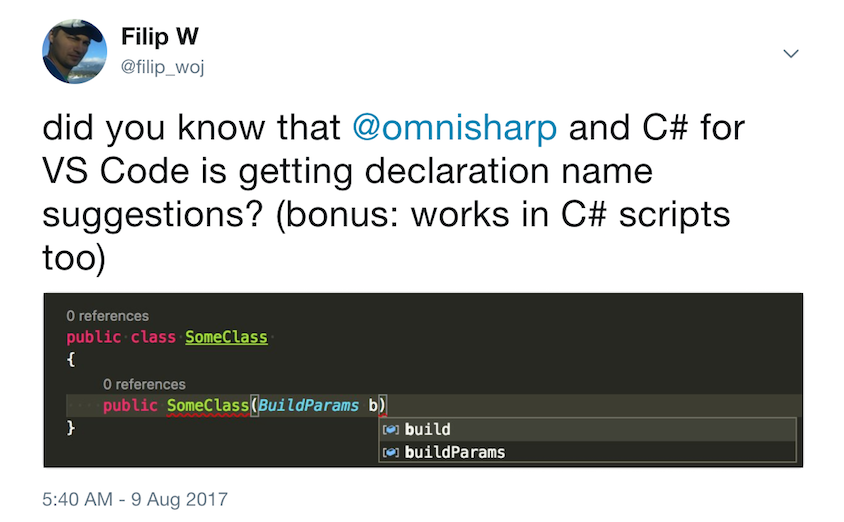 Filip W
@filip_woj
did you know that @omnisharp and C# for
VS Code is getting declaration name
suggestions? (bonus: works in C# scripts
too)
0 references
public class SomeClass
{
0 references
public SomeClass(BuildParams b)
build
}
buildParams
5:40 AM - 9 Aug 2017